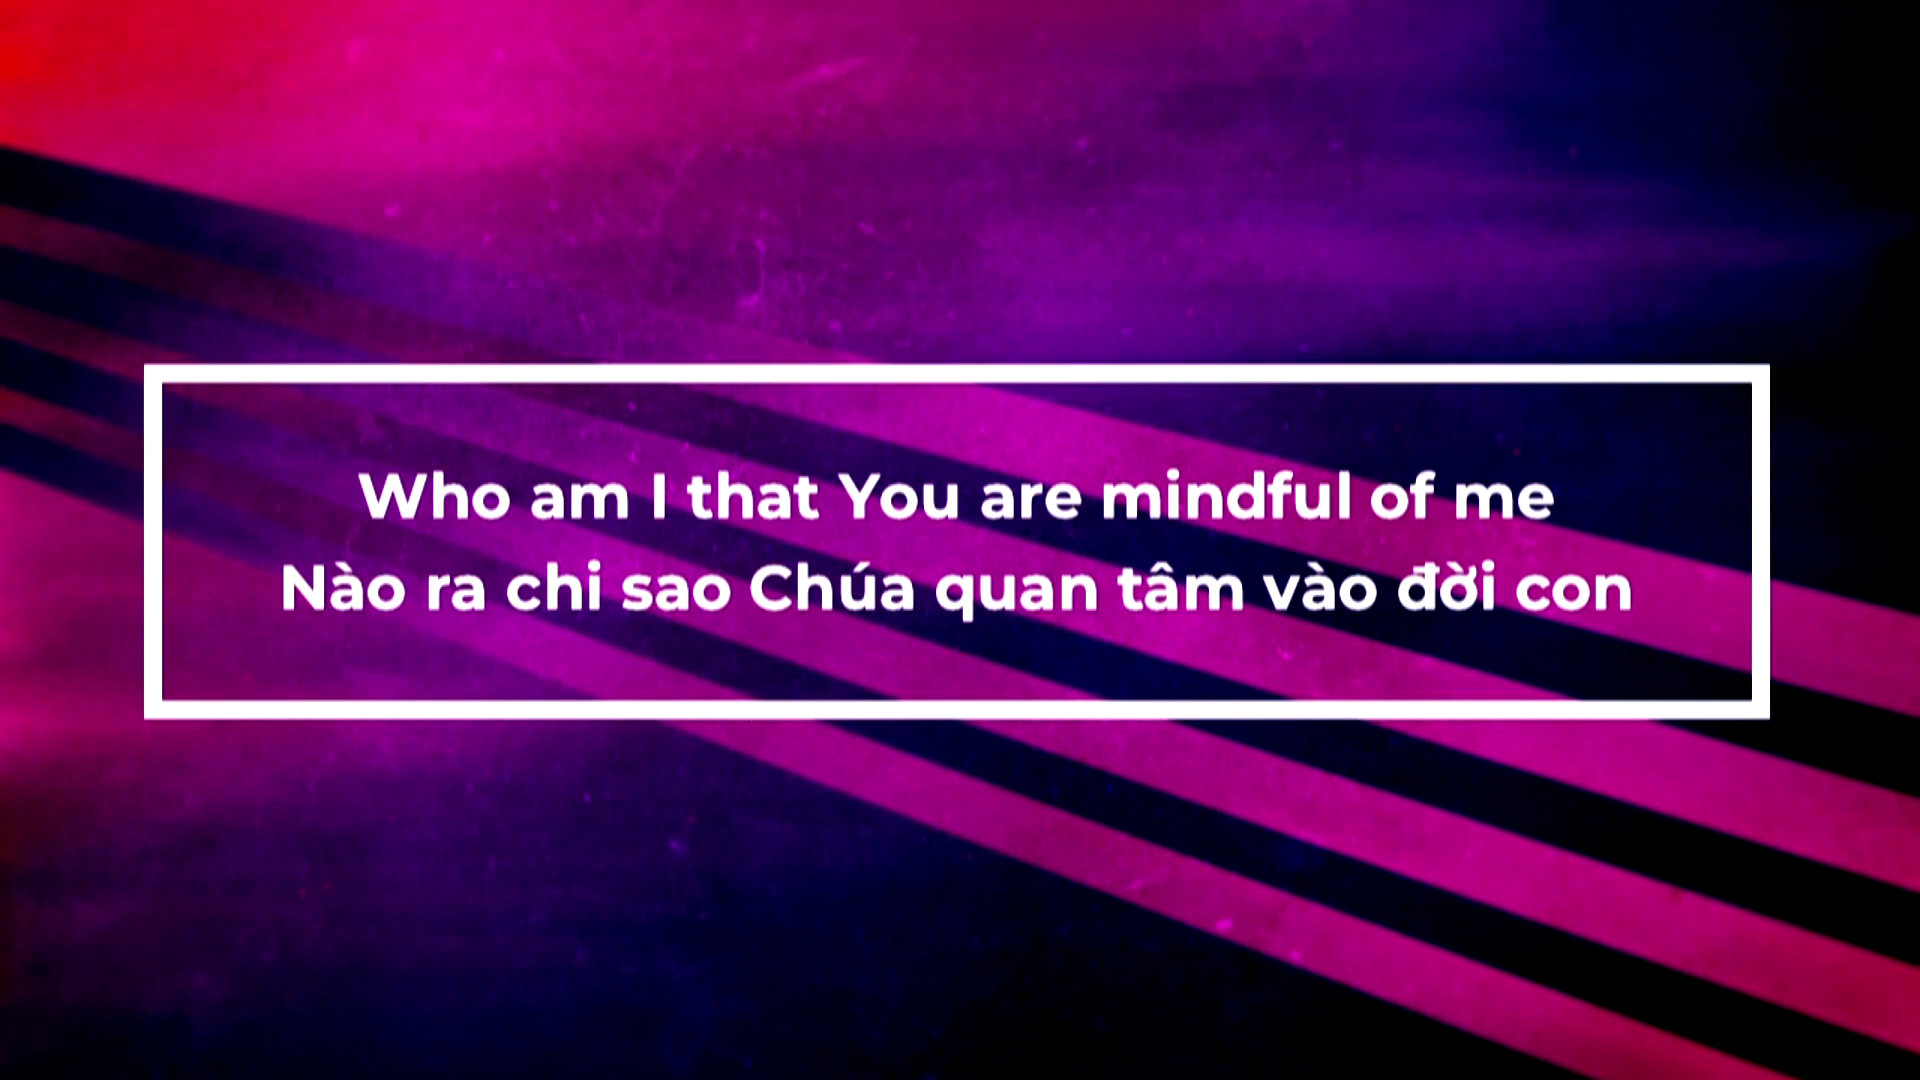 Who am I that You are mindful of me
Nào ra chi sao Chúa quan tâm vào đời con